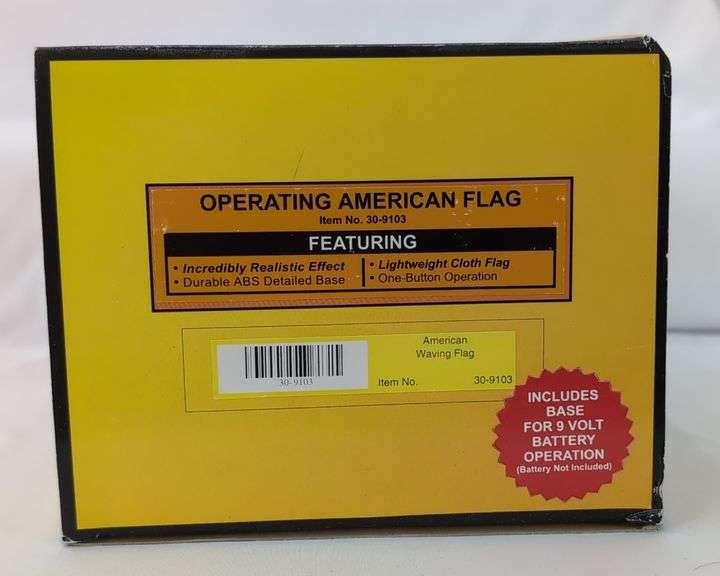 OPERATING AMERICAN FLAG
Item No. 30-9103
FEATURING
• Incredibly Realistic Effect
• Durable ABS Detailed Base
• Lightweight Cloth Flag
• One-Button Operation
30-9103
American
Waving Flag
Item No. 30-9103
INCLUDES
BASE
FOR 9 VOLT
BATTERY
OPERATION
(Battery Not Included)